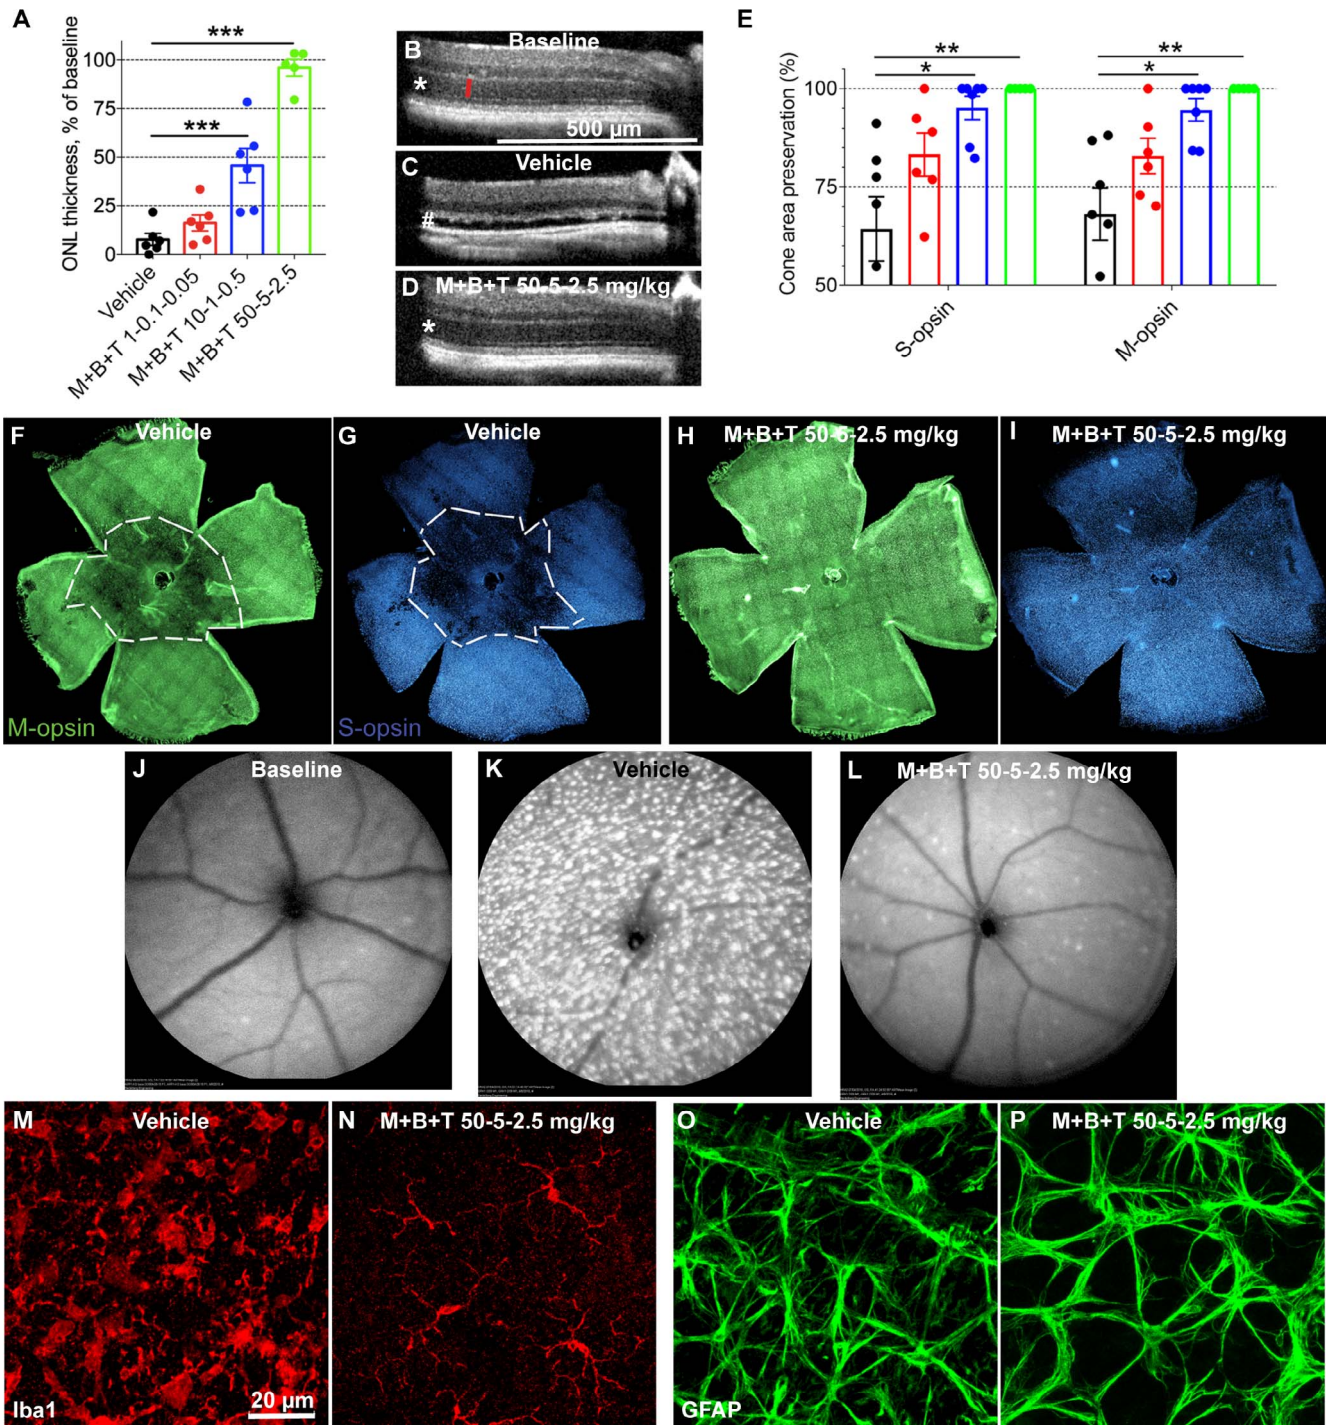 A
ONL thickness, % of baseline
100
75
50
25
0
***
***
Vehicle
M+B+T 1-0.1-0.05
M+B+T 10-1-0.5
M+B+T 50-5-2.5
B
Baseline
*
500 µm
C
Vehicle
#
D
M+B+T 50-5-2.5 mg/kg
*
E
Cone area preservation (%)
100
75
50
**
*
**
*
S-opsin
M-opsin
F
Vehicle
M-opsin
G
Vehicle
S-opsin
H
M+B+T 50-5-2.5 mg/kg
I
M+B+T 50-5-2.5 mg/kg
J
Baseline
K
Vehicle
L
M+B+T 50-5-2.5 mg/kg
M
Vehicle
Iba1
20 µm
N
M+B+T 50-5-2.5 mg/kg
O
Vehicle
GFAP
P
M+B+T 50-5-2.5 mg/kg